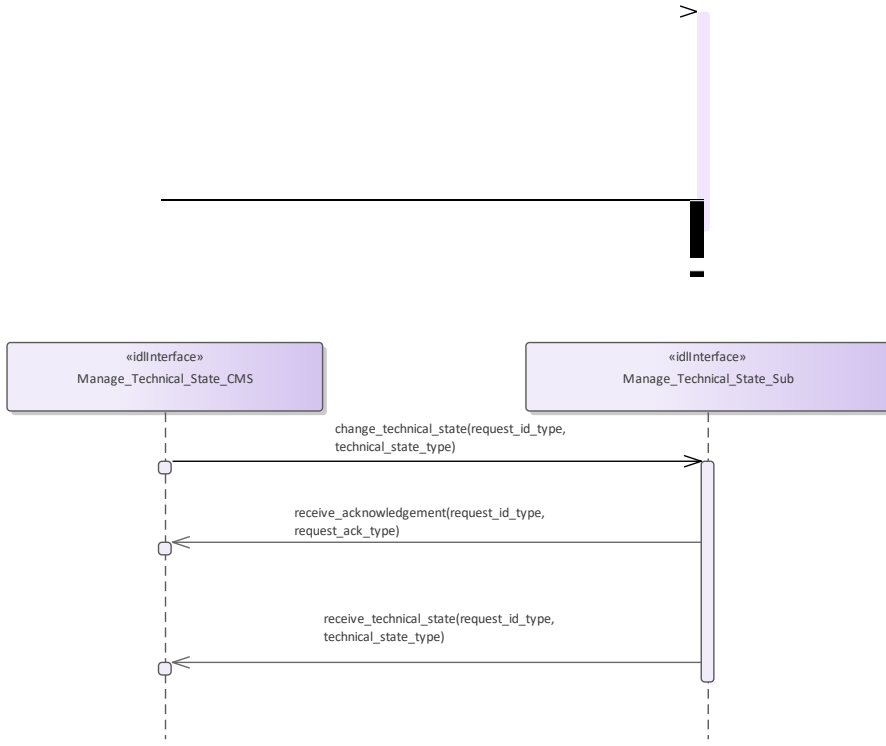 «idlInterface»
Manage_Technical_State_CMS
«idlInterface»
Manage_Technical_State_Sub
change_technical_state(request_id_type,
technical_state_type)
receive_acknowledgement(request_id_type,
request_ack_type)
receive_technical_state(request_id_type,
technical_state_type)